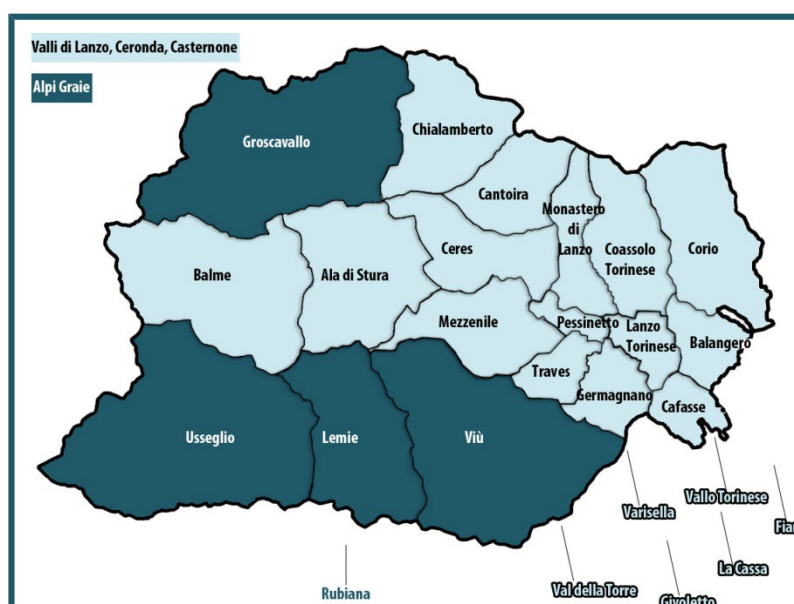 Valli di Lanzo, Ceronda, Casternone
Alpi Graie
Groscavallo
Chialamberto
Cantoira
Monastero
di
Lanzo
Coassolo
Torinese
Corio
Ceres
Balme
Ala di Stura
Mezzenile
Pessinetto
Lanzo
Torinese
Balangero
Traves
Germagnano
Cafasse
Usseglio
Lemie
Viù
Varisella
Vallo Torinese
Fia
La Cassa
Rubiana
Val della Torre
Givoletto